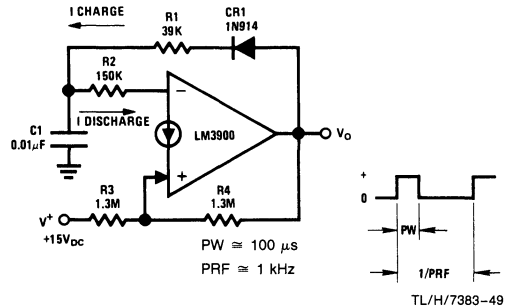 I CHARGE
R1
39K
CR1
1N914
R2
150K
I DISCHARGE
C1
0.01μF
−
LM3900
+
VO
R3
1.3M
R4
1.3M
V+
+15VDC
PW ≅ 100 μs
PRF ≅ 1 kHz
+
0
PW
1/PRF
TL/H/7383-49